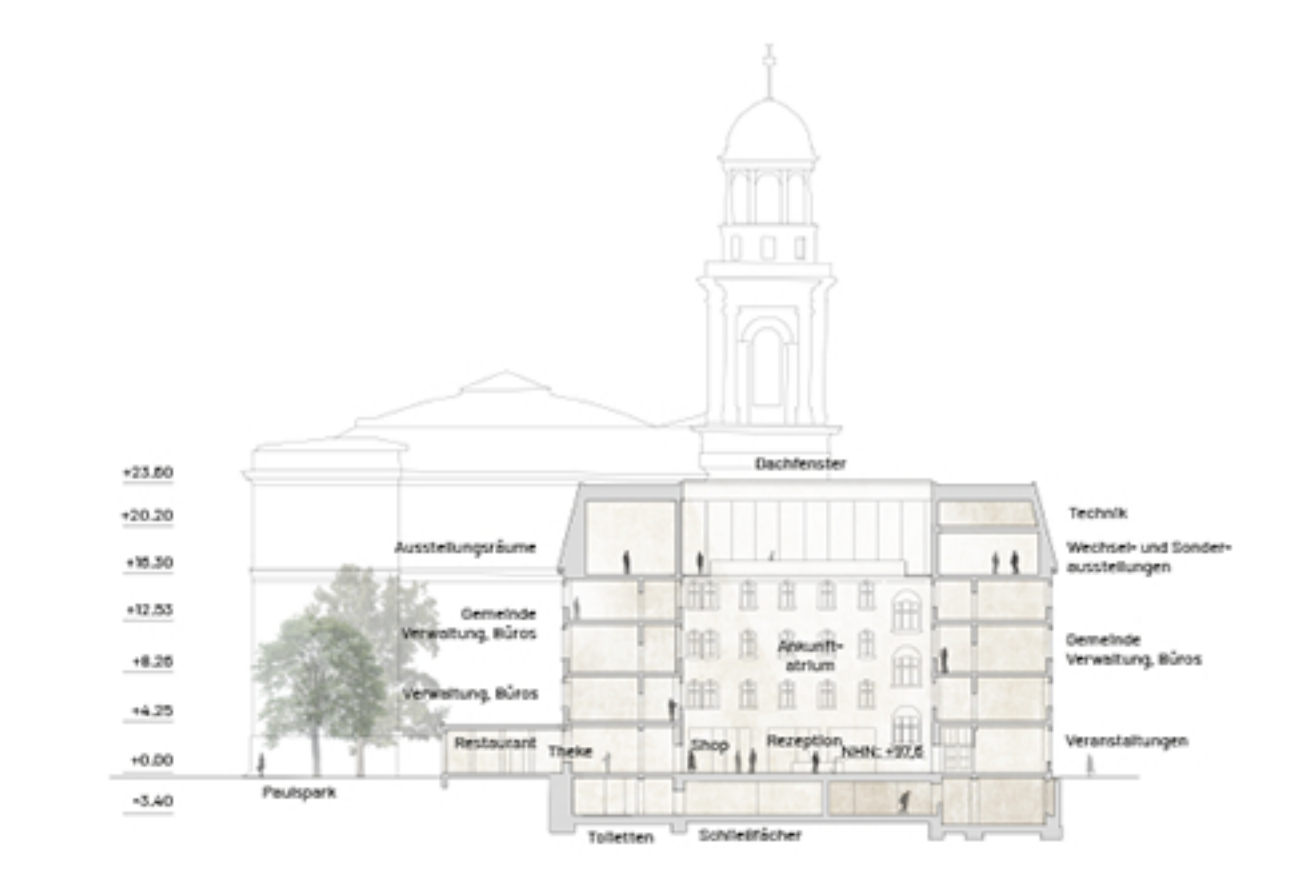 Dachfenster
+23.60
+20.20
Technik
Ausstellungsräume
Wechsel- und Sonder-
ausstellungen
+16.30
+12.53
Gemeinde
Verwaltung, Büros
Ankunft-
atrium
Gemeinde
Verwaltung, Büros
+8.26
Verwaltung, Büros
+4.25
Restaurant
Theke
Shop
Rezeption
NHN: +97,6
Veranstaltungen
+0.00
Paulspark
-3.40
Toiletten
Schließfächer